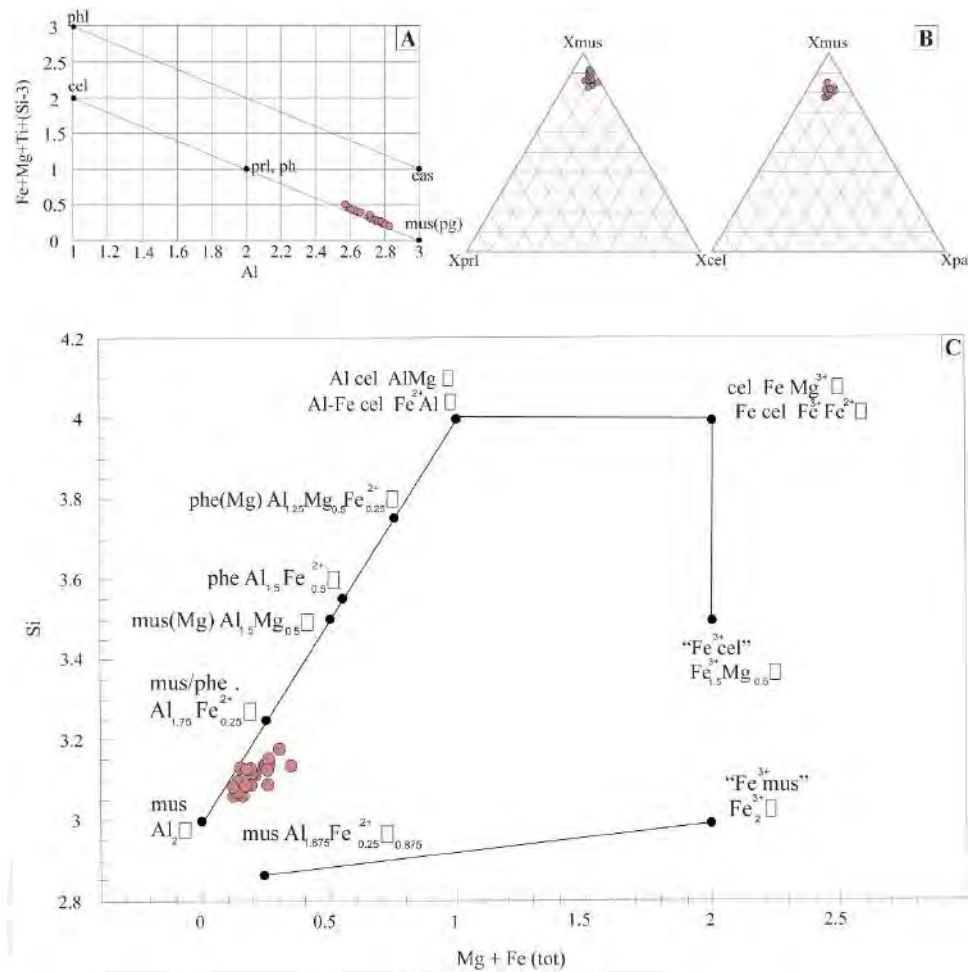 A
phl
cel
prl, ph
eas
mus(pg)
Fe+Mg+Ti+(Si-3)
3
2.5
2
1.5
1
0.5
0
1 1.2 1.4 1.6 1.8 2 2.2 2.4 2.6 2.8 3
Al
B
Xmus
Xprl
Xcel
Xmus
Xpa
C
4.2
4
3.8
3.6
3.4
3.2
3
2.8
Si
Al cel AlMg □
Al-Fe cel Fe²⁺Al □
cel Fe Mg³⁺ □
Fe cel Fe³⁺Fe²⁺ □
phe(Mg) Al₁.₂₅Mg₀.₅Fe²⁺₀.₂₅ □
phe Al₁.₅Fe²⁺₀.₅ □
mus(Mg) Al₁.₅Mg₀.₅ □
mus/phe .
Al₁.₇₅Fe²⁺₀.₂₅ □
“Fe³⁺cel”
Fe³⁺₁.₅Mg₀.₅ □
mus
Al₂ □
mus Al₁.₈₇₅Fe²⁺₀.₂₅ □₀.₈₇₅
“Fe³⁺mus”
Fe³⁺₂ □
0 0.5 1 1.5 2 2.5
Mg + Fe (tot)